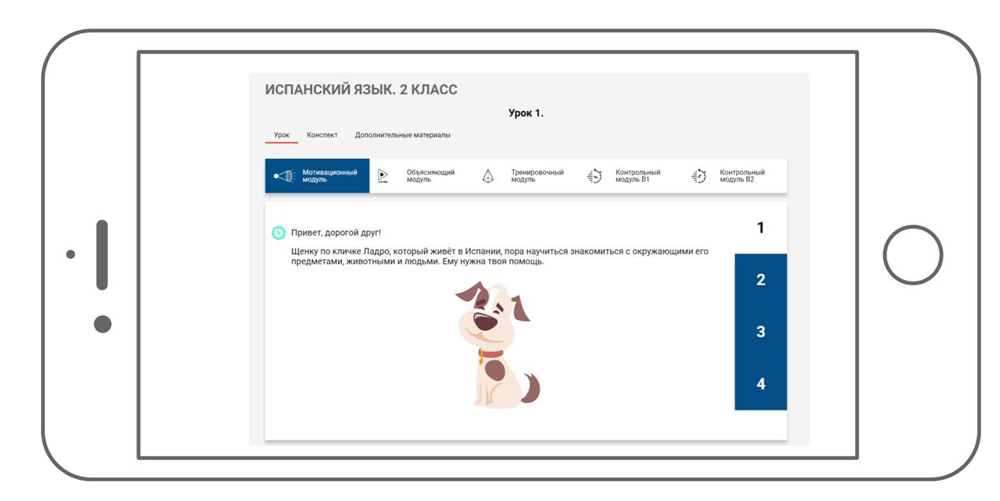 ИСПАНСКИЙ ЯЗЫК. 2 КЛАСС
Урок 1.
Урок Конспект Дополнительные материалы
Мотивационный модуль
Объясняющий модуль
Тренировочный модуль
Контрольный модуль В1
Контрольный модуль В2
Привет, дорогой друг!
Щенку по кличке Ладро, который живёт в Испании, пора научиться знакомиться с окружающими его
предметами, животными и людьми. Ему нужна твоя помощь.
1
2
3
4